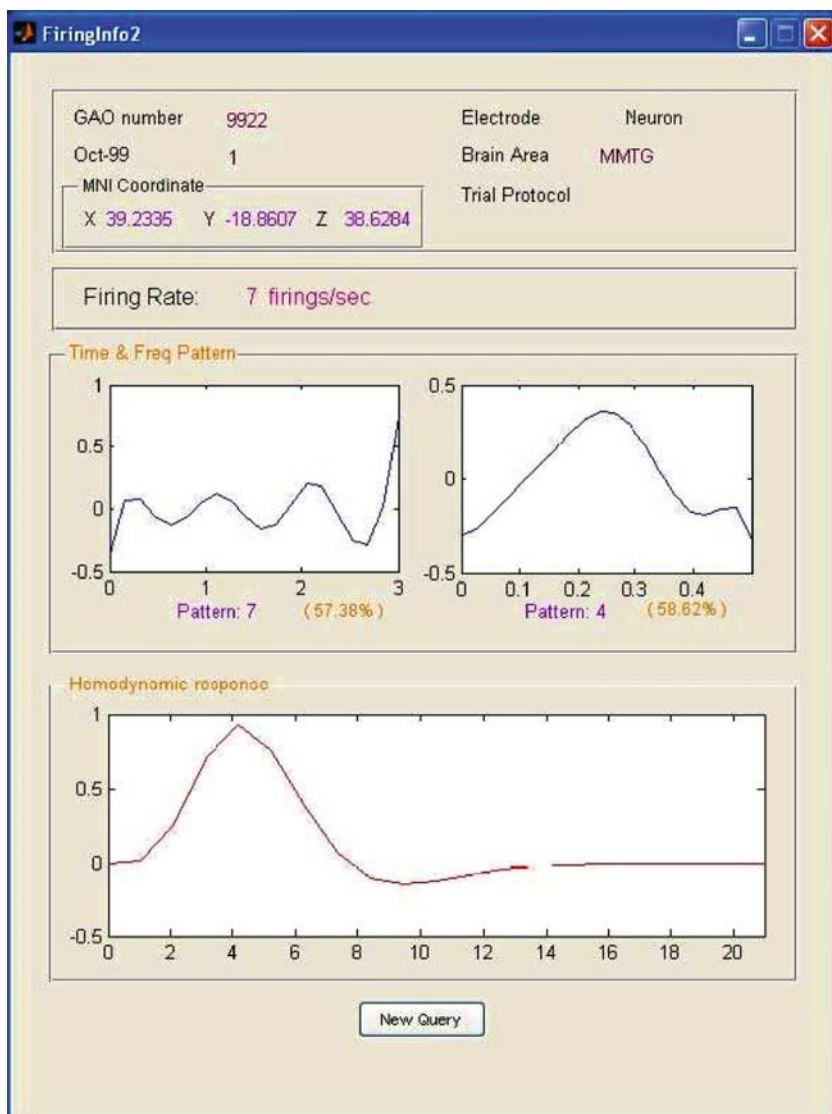 FiringInfo2
GAO number 9922 Electrode Neuron
Oct-99 1 Brain Area MMTG
MNI Coordinate
Trial Protocol
X 39.2335 Y -18.8607 Z 38.6284
Firing Rate: 7 firings/sec
Time & Freq Pattern
1
0.5
0
-0.5
0 1 2 3
Pattern: 7 (57.38%)
0.5
0
-0.5
0 0.1 0.2 0.3 0.4
Pattern: 4 (58.62%)
Hemodynamic response
1
0.5
0
-0.5
0 2 4 6 8 10 12 14 16 18 20
New Query